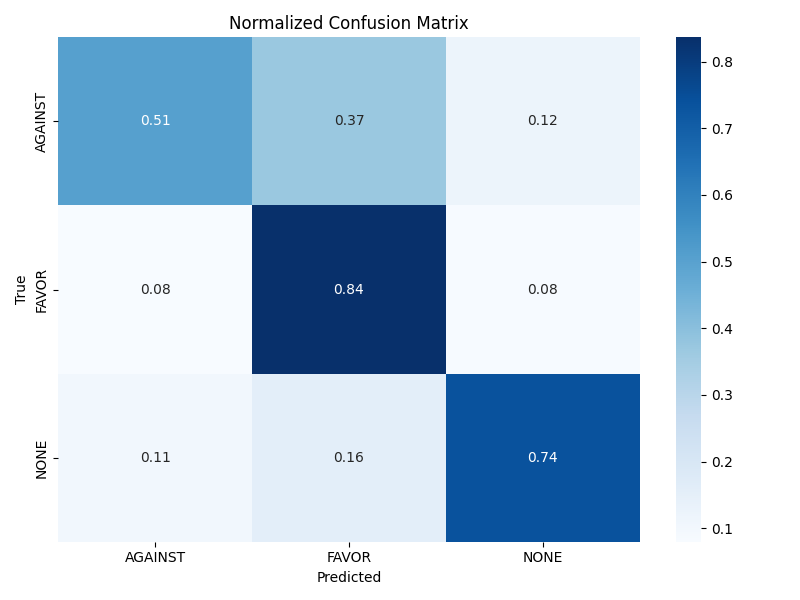 Normalized Confusion Matrix
AGAINST
FAVOR
NONE
True
0.51 0.37 0.12
0.08 0.84 0.08
0.11 0.16 0.74
AGAINST FAVOR NONE
Predicted
0.8
0.7
0.6
0.5
0.4
0.3
0.2
0.1